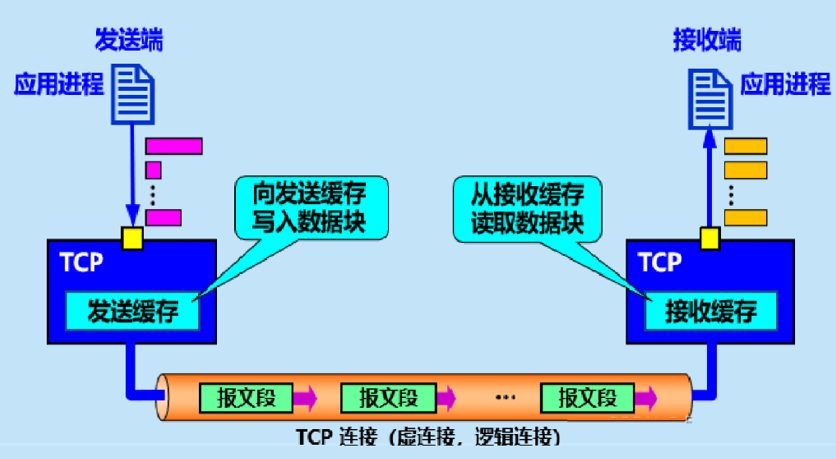 发送端
接收端
应用进程
应用进程
向发送缓存
写入数据块
从接收缓存
读取数据块
TCP
TCP
发送缓存
接收缓存
报文段
报文段
···
报文段
TCP 连接（虚连接，逻辑连接）